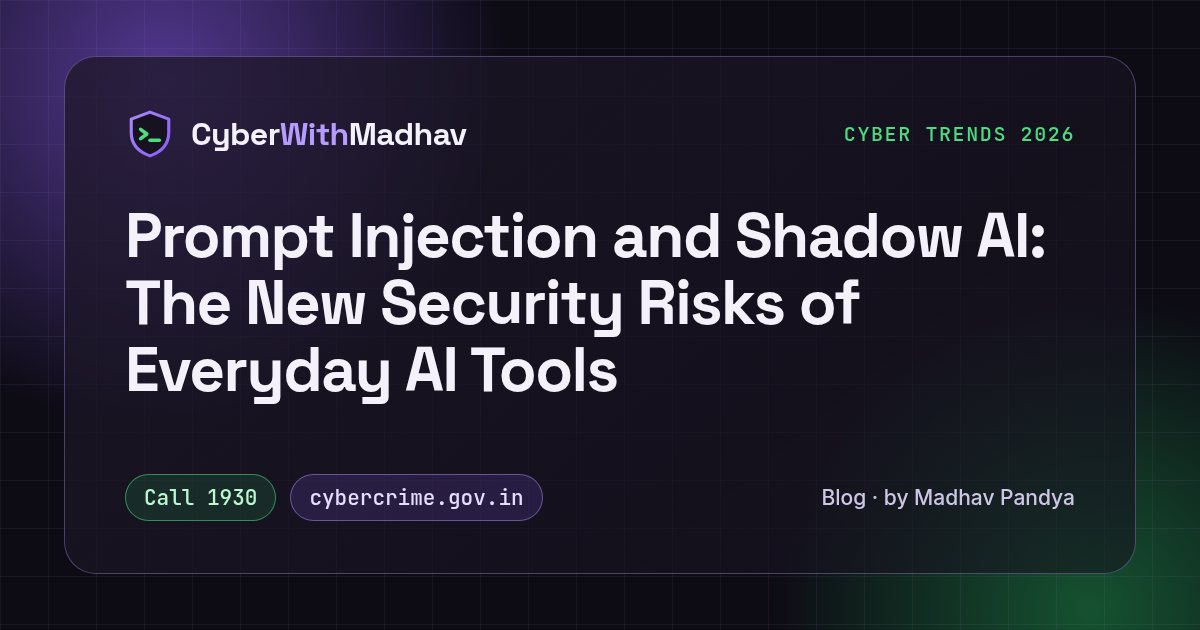 CyberWithMadhav
CYBER TRENDS 2026
Prompt Injection and Shadow AI:
The New Security Risks of
Everyday AI Tools
Call 1930
cybercrime.gov.in
Blog · by Madhav Pandya